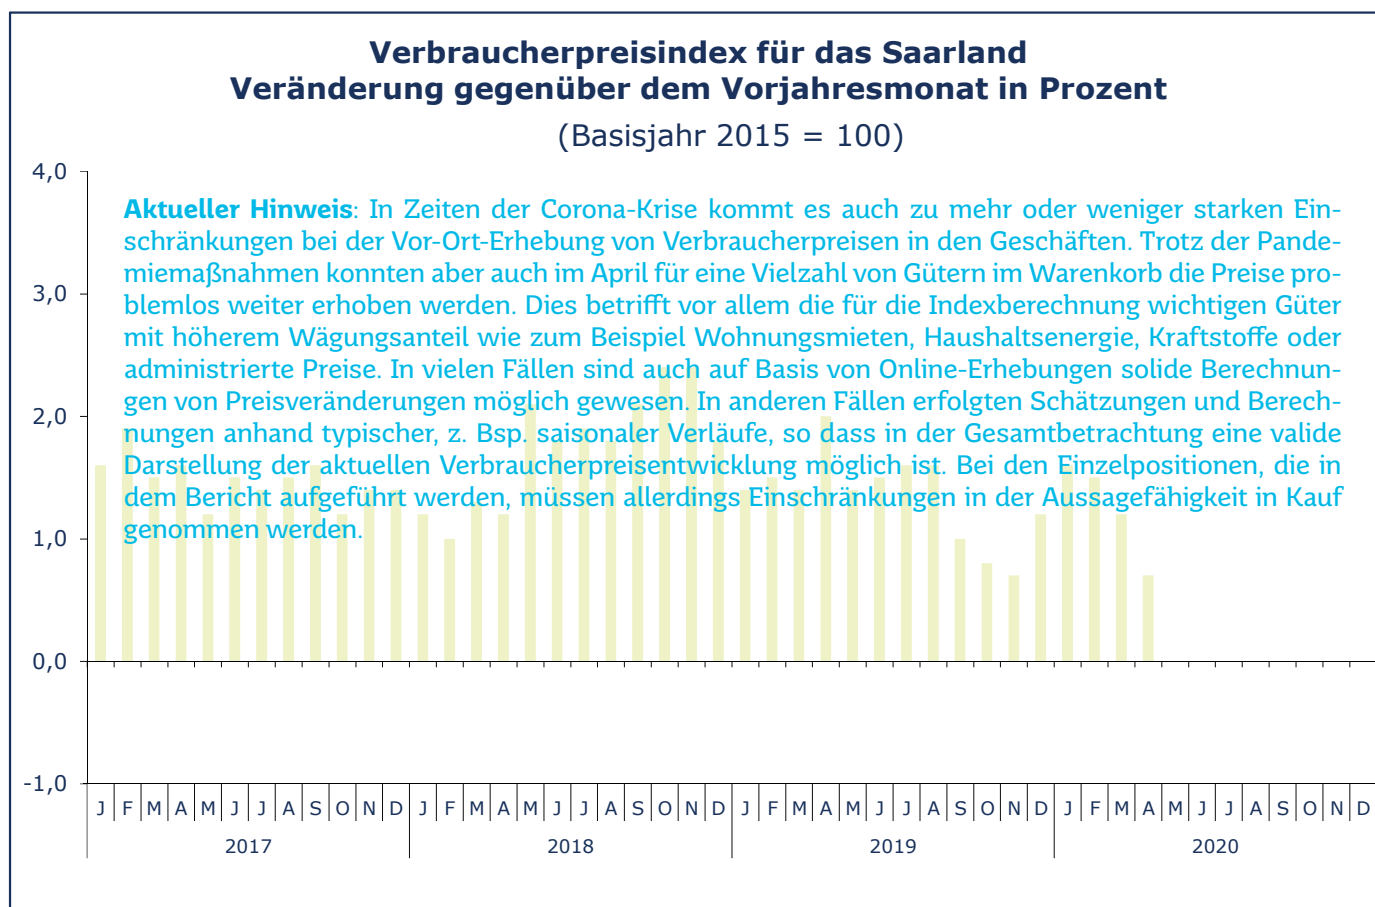 Verbraucherpreisindex für das Saarland
Veränderung gegenüber dem Vorjahresmonat in Prozent
(Basisjahr 2015 = 100)
4,0
Aktueller Hinweis: In Zeiten der Corona-Krise kommt es auch zu mehr oder weniger starken Ein-
schränkungen bei der Vor-Ort-Erhebung von Verbraucherpreisen in den Geschäften. Trotz der Pande-
miemaßnahmen konnten aber auch im April für eine Vielzahl von Gütern im Warenkorb die Preise pro-
3,0
blemlos weiter erhoben werden. Dies betrifft vor allem die für die Indexberechnung wichtigen Güter
mit höherem Wägungsanteil wie zum Beispiel Wohnungsmieten, Haushaltsenergie, Kraftstoffe oder
administrierte Preise. In vielen Fällen sind auch auf Basis von Online-Erhebungen solide Berechnun-
gen von Preisveränderungen möglich gewesen. In anderen Fällen erfolgten Schätzungen und Berech-
2,0
nungen anhand typischer, z. Bsp. saisonaler Verläufe, so dass in der Gesamtbetrachtung eine valide
Darstellung der aktuellen Verbraucherpreisentwicklung möglich ist. Bei den Einzelpositionen, die in
dem Bericht aufgeführt werden, müssen allerdings Einschränkungen in der Aussagefähigkeit in Kauf
genommen werden.
1,0
0,0
-1,0
J F M A M J J A S O N D J F M A M J J A S O N D J F M A M J J A S O N D J F M A M J J A S O N D
2017 2018 2019 2020